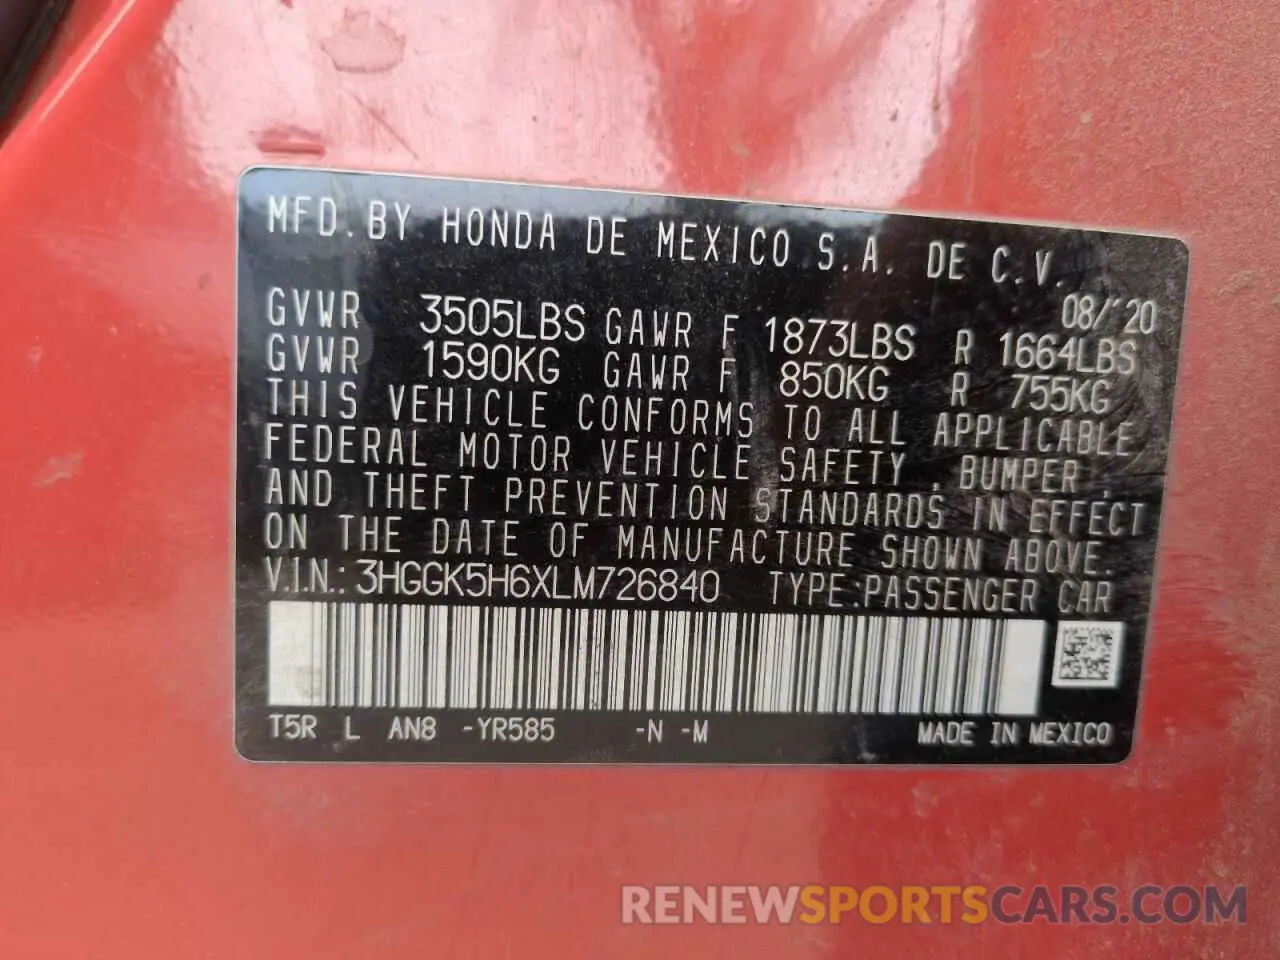 MFD. BY HONDA DE MEXICO S.A. DE C.V.
08/'20
GVWR 3505LBS GAWR F 1873LBS R 1664LBS
GVWR 1590KG GAWR F 850KG R 755KG
THIS VEHICLE CONFORMS TO ALL APPLICABLE
FEDERAL MOTOR VEHICLE SAFETY, BUMPER,
AND THEFT PREVENTION STANDARDS IN EFFECT
ON THE DATE OF MANUFACTURE SHOWN ABOVE.
V.I.N.: 3HGGK5H6XLM726840 TYPE:PASSENGER CAR
T5R L AN8 -YR585 -N -M MADE IN MEXICO
RENEWSPORTSCARS.COM